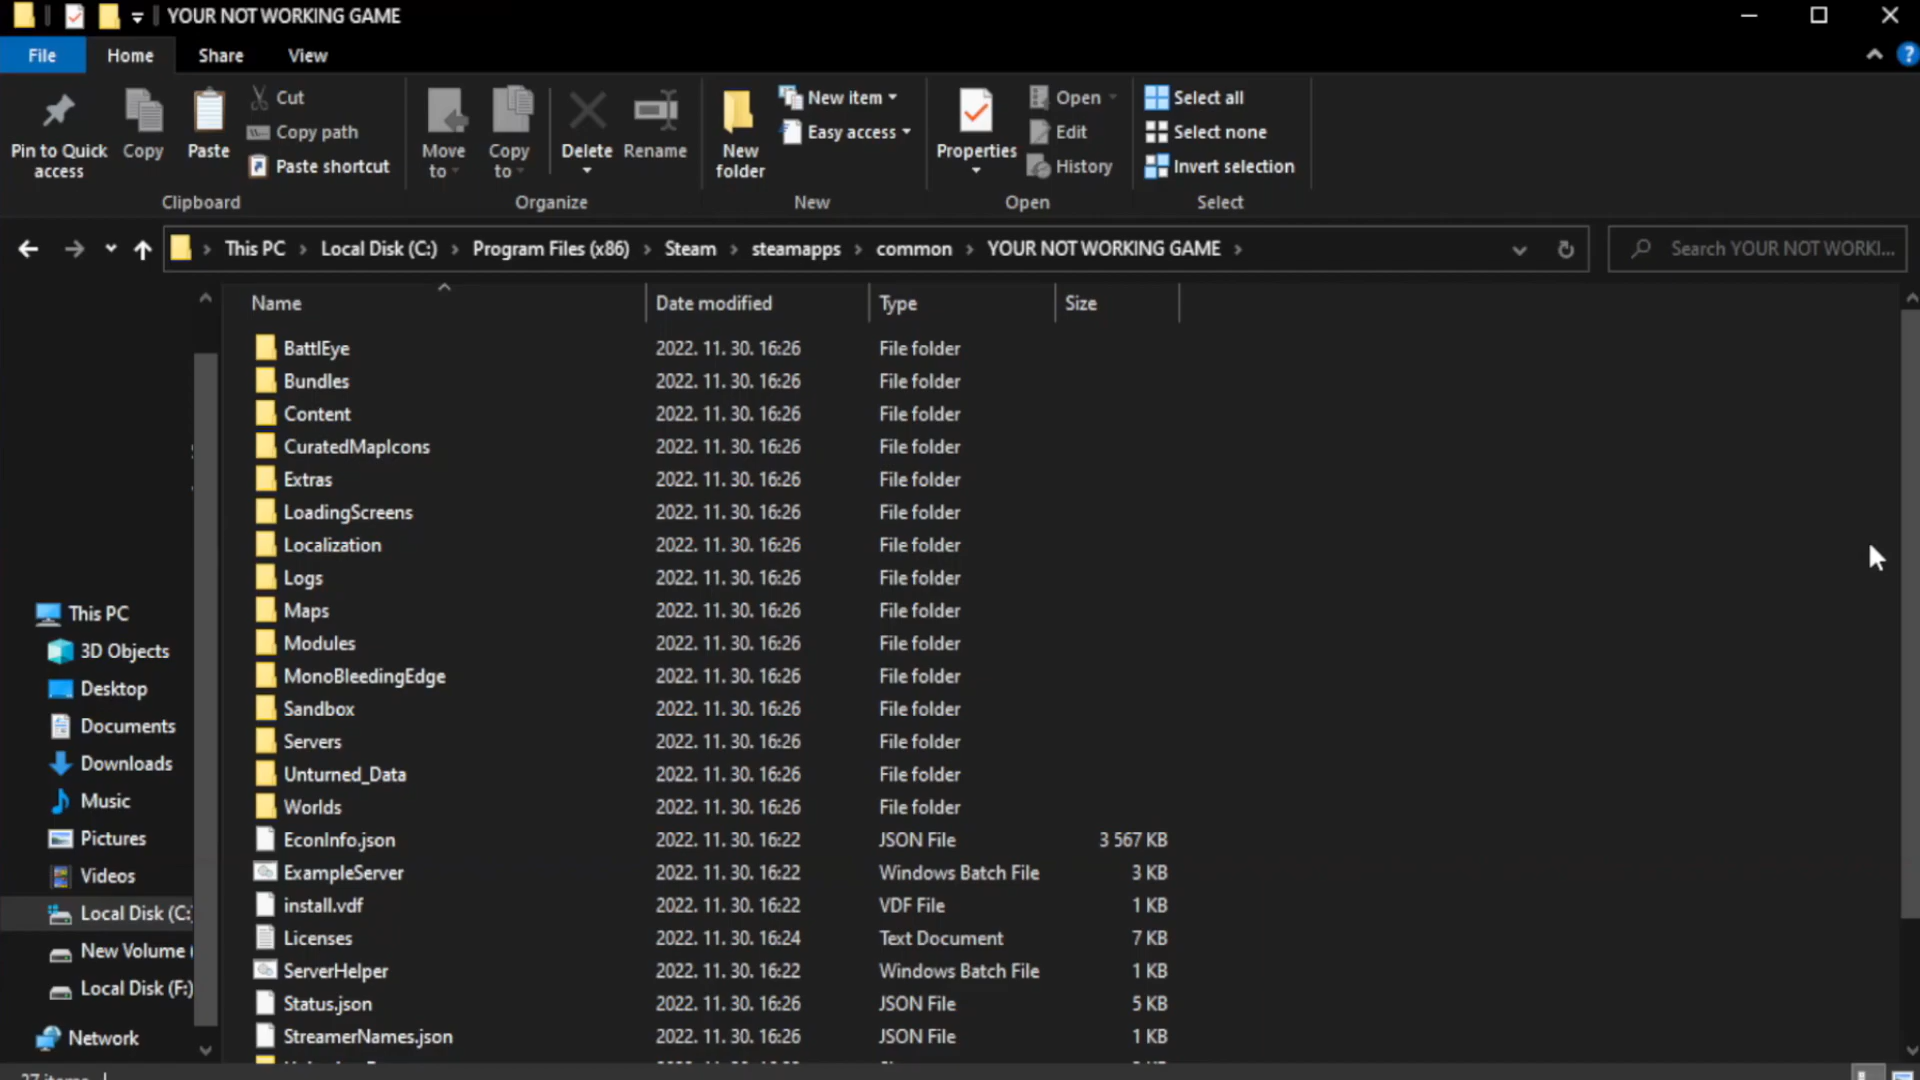 YOUR NOT WORKING GAME
File Home Share View
Pin to Quick access
Copy
Paste
Cut
Copy path
Paste shortcut
Clipboard
Move to
Copy to
Delete
Rename
Organize
New folder
New item
Easy access
New
Properties
Open
Edit
History
Open
Select all
Select none
Invert selection
Select
This PC > Local Disk (C:) > Program Files (x86) > Steam > steamapps > common > YOUR NOT WORKING GAME >
Search YOUR NOT WORKI...
Name Date modified Type Size
BattlEye 2022. 11. 30. 16:26 File folder
Bundles 2022. 11. 30. 16:26 File folder
Content 2022. 11. 30. 16:26 File folder
CuratedMapIcons 2022. 11. 30. 16:26 File folder
Extras 2022. 11. 30. 16:26 File folder
LoadingScreens 2022. 11. 30. 16:26 File folder
Localization 2022. 11. 30. 16:26 File folder
Logs 2022. 11. 30. 16:26 File folder
Maps 2022. 11. 30. 16:26 File folder
Modules 2022. 11. 30. 16:26 File folder
MonoBleedingEdge 2022. 11. 30. 16:26 File folder
Sandbox 2022. 11. 30. 16:26 File folder
Servers 2022. 11. 30. 16:26 File folder
Unturned_Data 2022. 11. 30. 16:26 File folder
Worlds 2022. 11. 30. 16:26 File folder
EconInfo.json 2022. 11. 30. 16:22 JSON File 3 567 KB
ExampleServer 2022. 11. 30. 16:22 Windows Batch File 3 KB
install.vdf 2022. 11. 30. 16:22 VDF File 1 KB
Licenses 2022. 11. 30. 16:24 Text Document 7 KB
ServerHelper 2022. 11. 30. 16:22 Windows Batch File 1 KB
Status.json 2022. 11. 30. 16:26 JSON File 5 KB
StreamerNames.json 2022. 11. 30. 16:26 JSON File 1 KB
This PC
3D Objects
Desktop
Documents
Downloads
Music
Pictures
Videos
Local Disk (C:)
New Volume (
Local Disk (F:)
Network